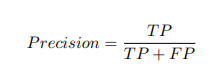 Precision = TP / TP + FP